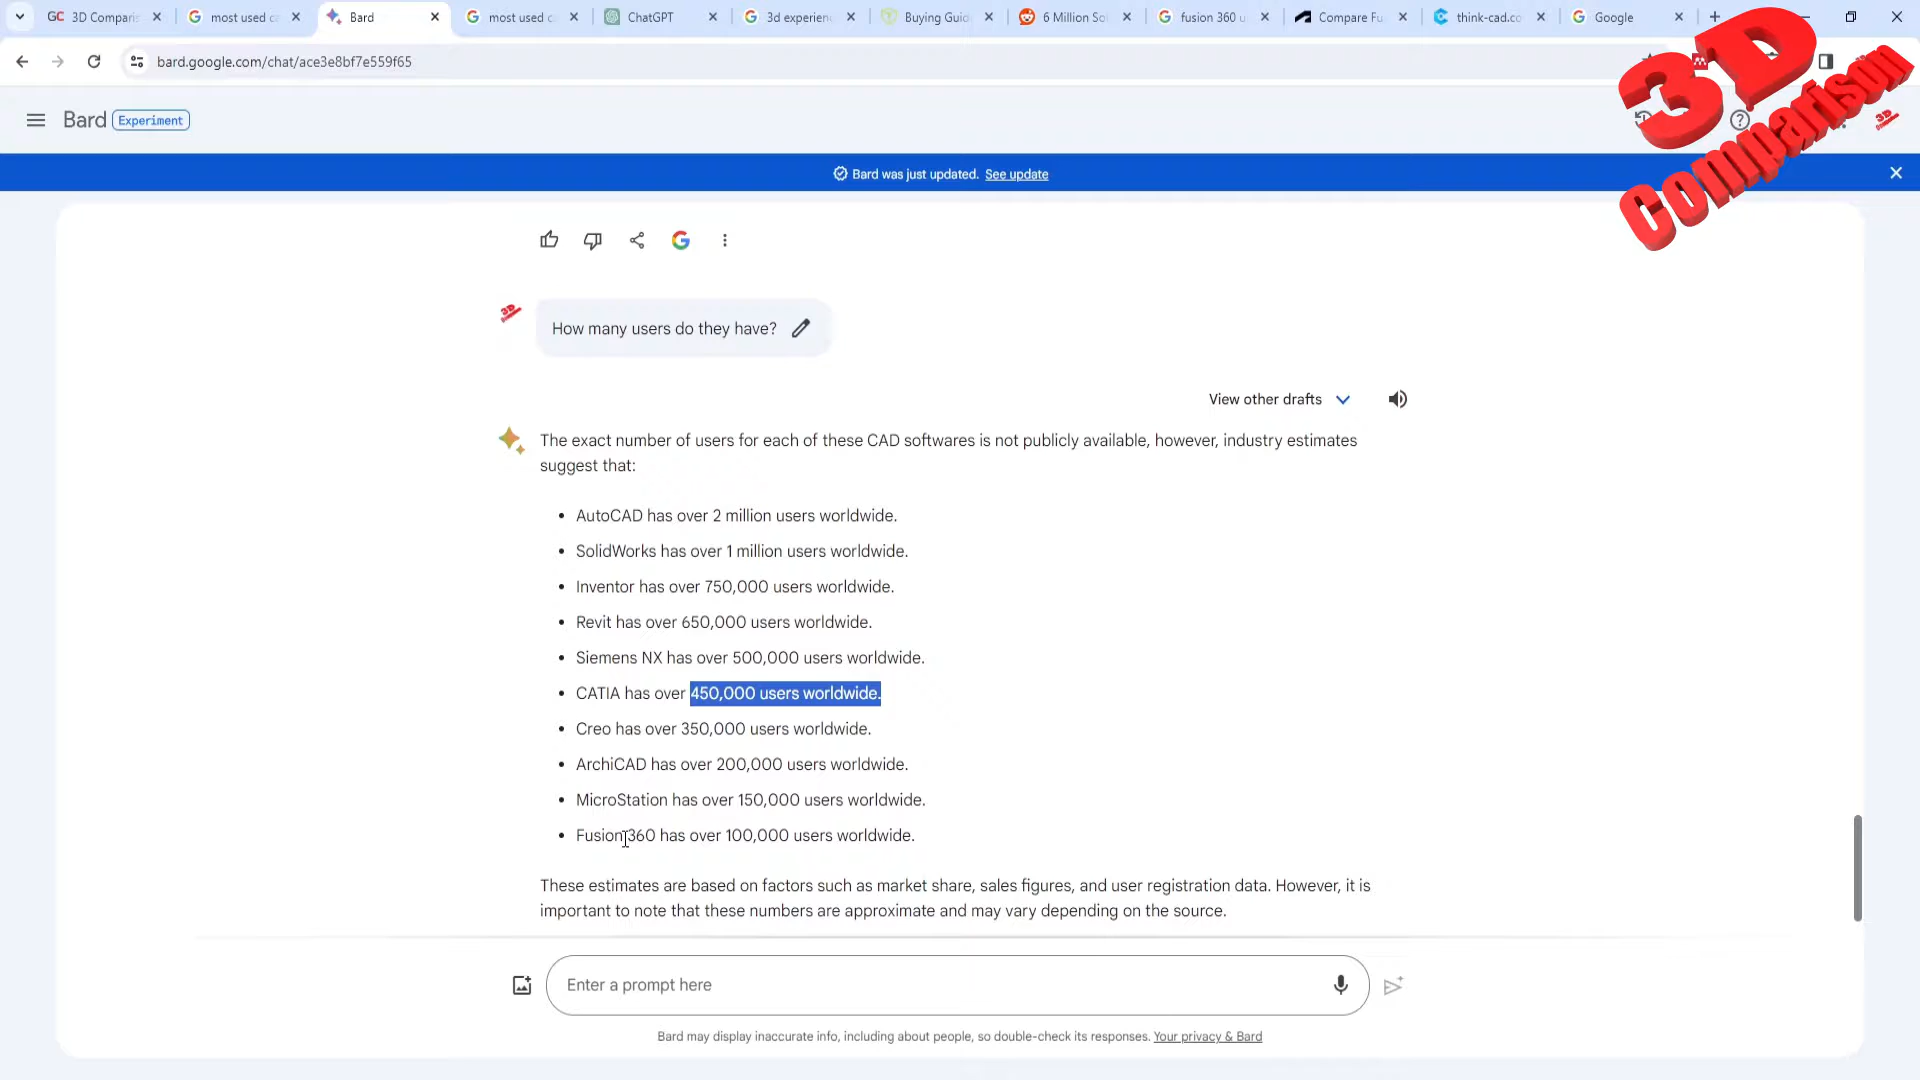 GC 3D Comparis
most used ca
Bard
most used c
ChatGPT
3d experien
Buying Guid
6 Million So
fusion 360 u
Compare Fu
think-cad.co
Google
bard.google.com/chat/ace3e8bf7e559f65
3D
Comparison
Bard Experiment
Bard was just updated. See update
3D
How many users do they have?
View other drafts
The exact number of users for each of these CAD softwares is not publicly available, however, industry estimates
suggest that:
• AutoCAD has over 2 million users worldwide.
• SolidWorks has over 1 million users worldwide.
• Inventor has over 750,000 users worldwide.
• Revit has over 650,000 users worldwide.
• Siemens NX has over 500,000 users worldwide.
• CATIA has over 450,000 users worldwide.
• Creo has over 350,000 users worldwide.
• ArchiCAD has over 200,000 users worldwide.
• MicroStation has over 150,000 users worldwide.
• Fusion 360 has over 100,000 users worldwide.
These estimates are based on factors such as market share, sales figures, and user registration data. However, it is
important to note that these numbers are approximate and may vary depending on the source.
Enter a prompt here
Bard may display inaccurate info, including about people, so double-check its responses. Your privacy & Bard